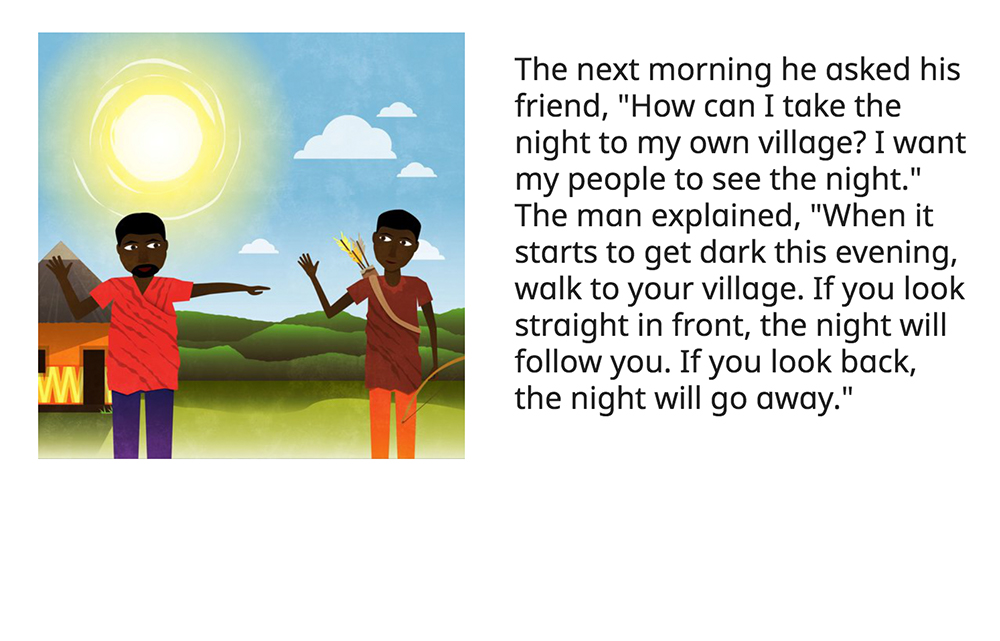 The next morning he asked his
friend, "How can I take the
night to my own village? I want
my people to see the night."
The man explained, "When it
starts to get dark this evening,
walk to your village. If you look
straight in front, the night will
follow you. If you look back,
the night will go away."